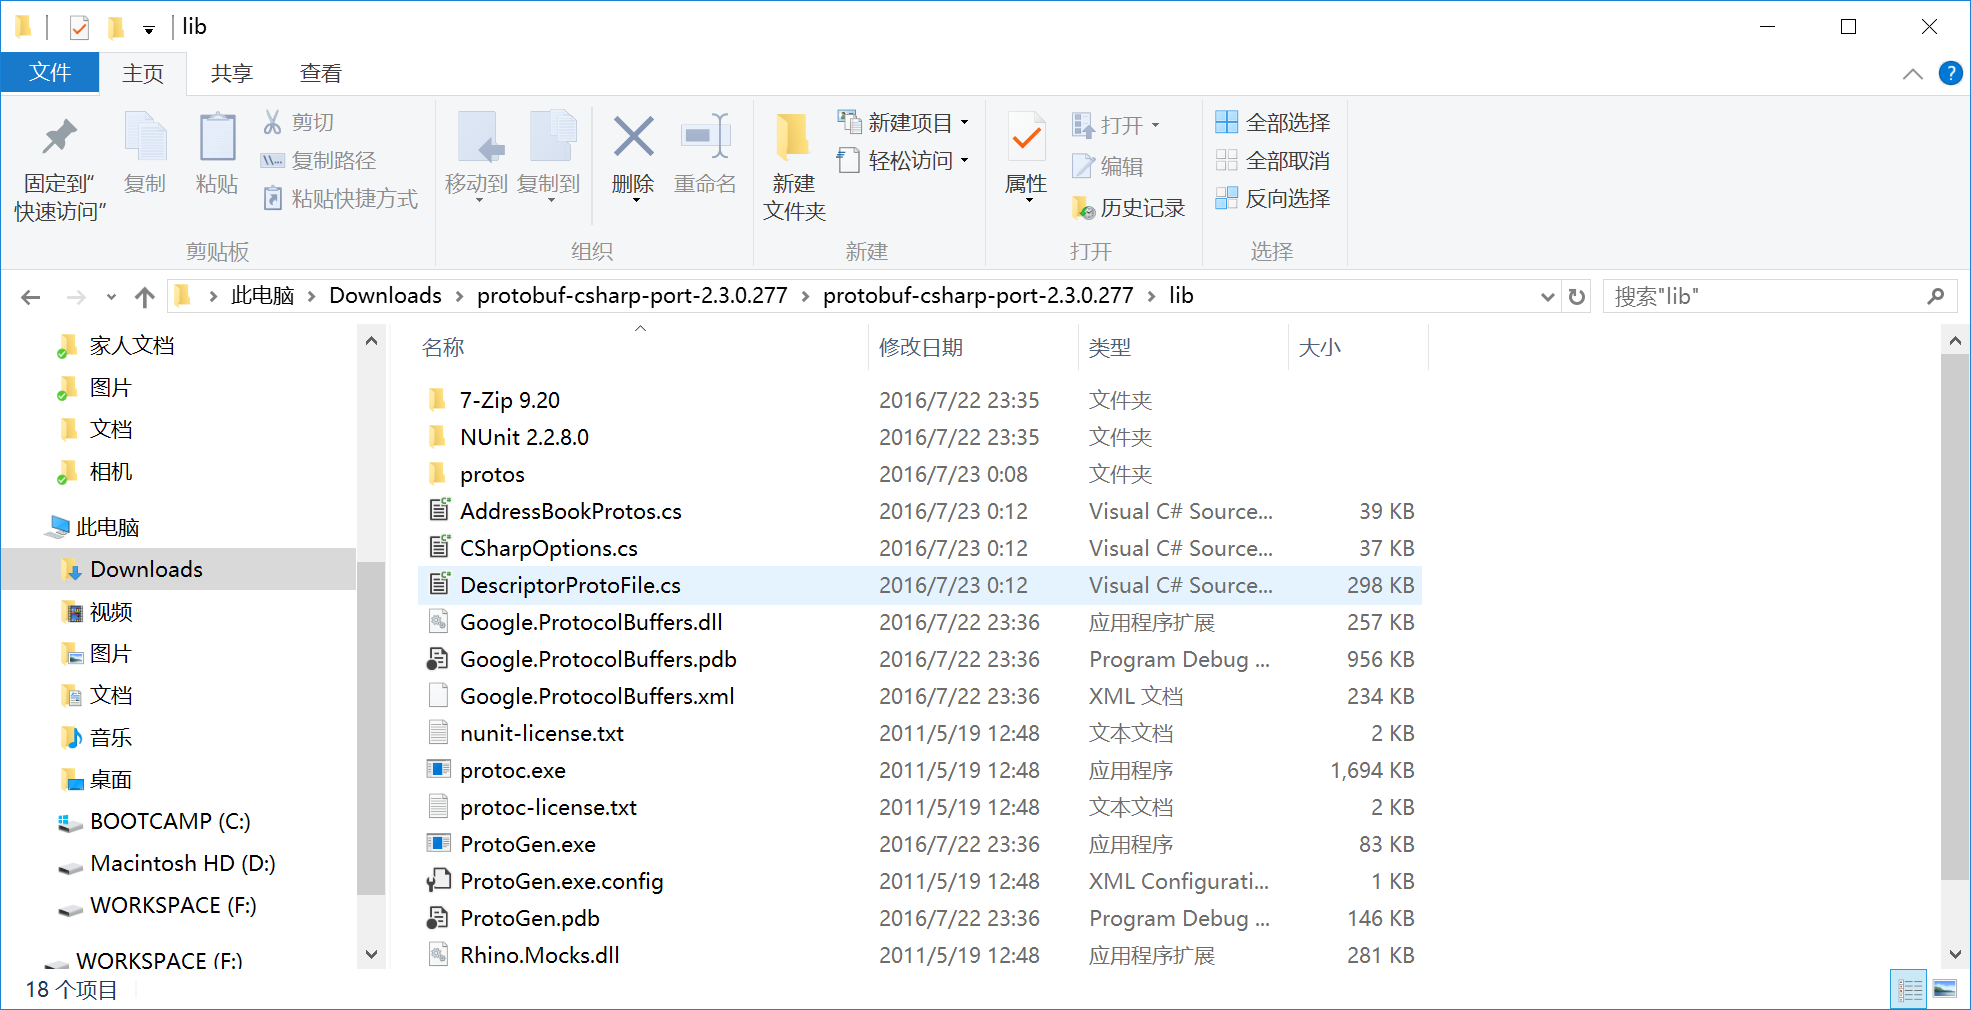 lib
文件 主页 共享 查看
固定到“快速访问” 复制 粘贴 剪切 复制路径 粘贴快捷方式
剪贴板
移动到 复制到 删除 重命名
组织
新建文件夹 新建项目 轻松访问
新建
属性 打开 编辑 历史记录
打开
全部选择 全部取消 反向选择
选择
此电脑 Downloads protobuf-csharp-port-2.3.0.277 protobuf-csharp-port-2.3.0.277 lib
搜索"lib"
家人文档
图片
文档
相机
此电脑
Downloads
视频
图片
文档
音乐
桌面
BOOTCAMP (C:)
Macintosh HD (D:)
WORKSPACE (F:)
WORKSPACE (F:)
名称 修改日期 类型 大小
7-Zip 9.20 2016/7/22 23:35 文件夹
NUnit 2.2.8.0 2016/7/22 23:35 文件夹
protos 2016/7/23 0:08 文件夹
AddressBookProtos.cs 2016/7/23 0:12 Visual C# Source... 39 KB
CSharpOptions.cs 2016/7/23 0:12 Visual C# Source... 37 KB
DescriptorProtoFile.cs 2016/7/23 0:12 Visual C# Source... 298 KB
Google.ProtocolBuffers.dll 2016/7/22 23:36 应用程序扩展 257 KB
Google.ProtocolBuffers.pdb 2016/7/22 23:36 Program Debug ... 956 KB
Google.ProtocolBuffers.xml 2016/7/22 23:36 XML 文档 234 KB
nunit-license.txt 2011/5/19 12:48 文本文档 2 KB
protoc.exe 2011/5/19 12:48 应用程序 1,694 KB
protoc-license.txt 2011/5/19 12:48 文本文档 2 KB
ProtoGen.exe 2016/7/22 23:36 应用程序 83 KB
ProtoGen.exe.config 2011/5/19 12:48 XML Configurati... 1 KB
ProtoGen.pdb 2016/7/22 23:36 Program Debug ... 146 KB
Rhino.Mocks.dll 2011/5/19 12:48 应用程序扩展 281 KB
18 个项目